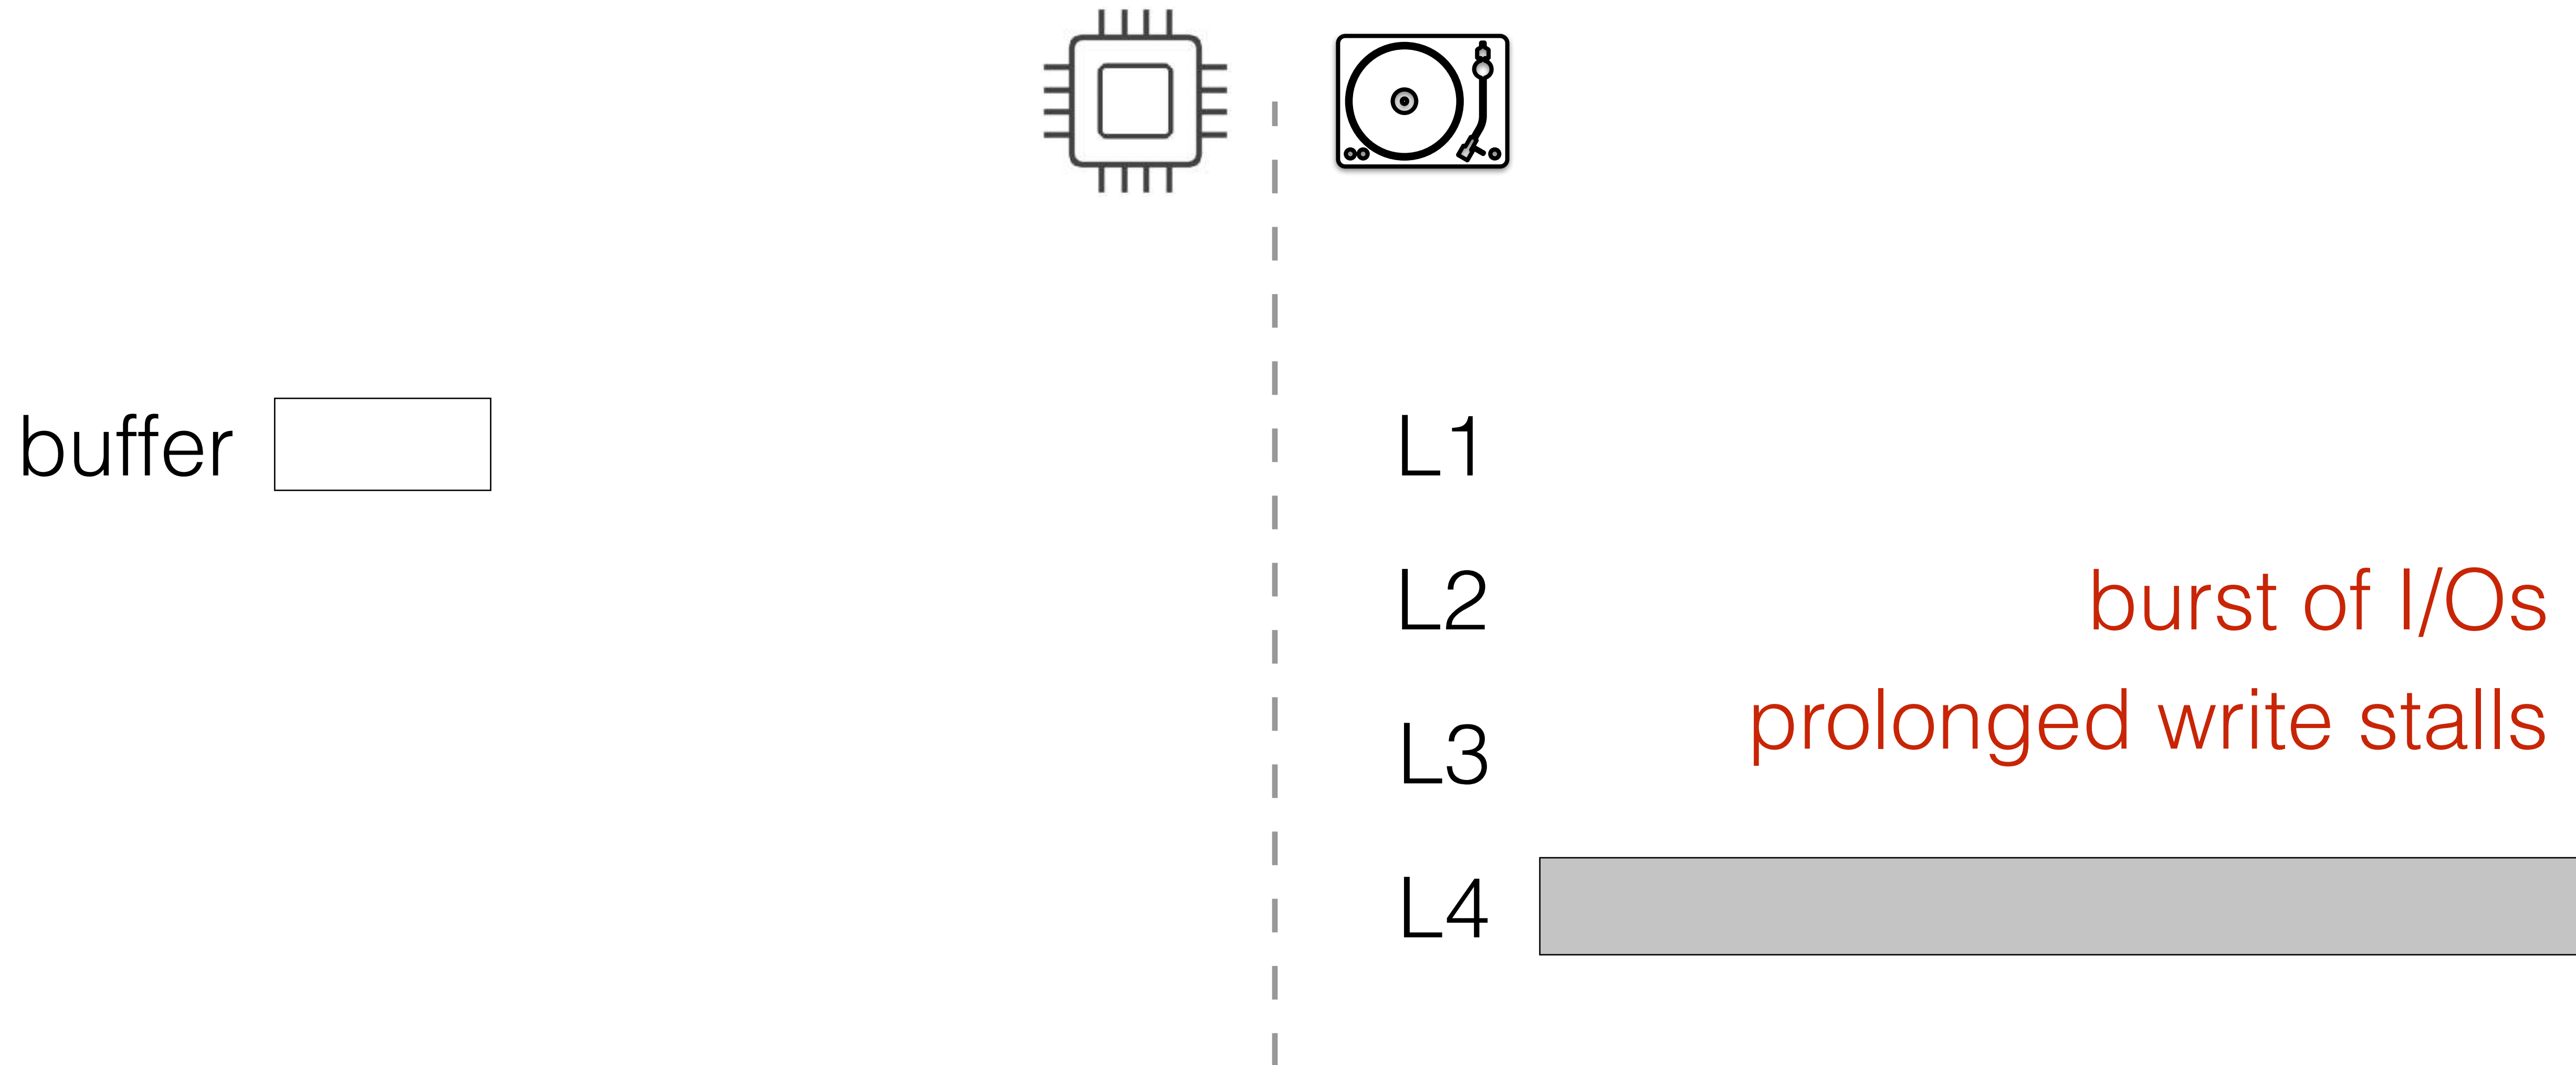 buffer
L1
L2
burst of I/Os
prolonged write stalls
L3
L4